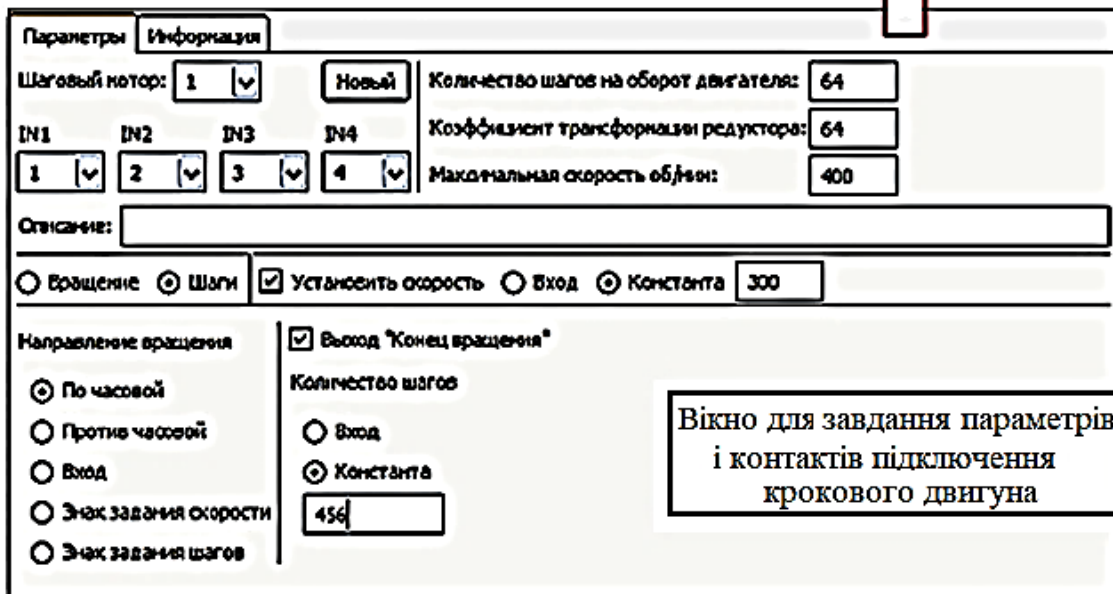 Параметры Информация
Шаговый мотор: 1 Новый
IN1 IN2 IN3 IN4
1 2 3 4
Количество шагов на оборот двигателя: 64
Коэффициент трансформации редуктора: 64
Максимальная скорость об/мин: 400
Описание:
Вращение Шаги Установить скорость Вход Константа 300
Направление вращения
По часовой
Против часовой
Вход
Знак задания скорости
Знак задания шагов
Выход "Конец вращения"
Количество шагов
Вход
Константа
456
Вікно для завдання параметрів
і контактів підключення
крокового двигуна